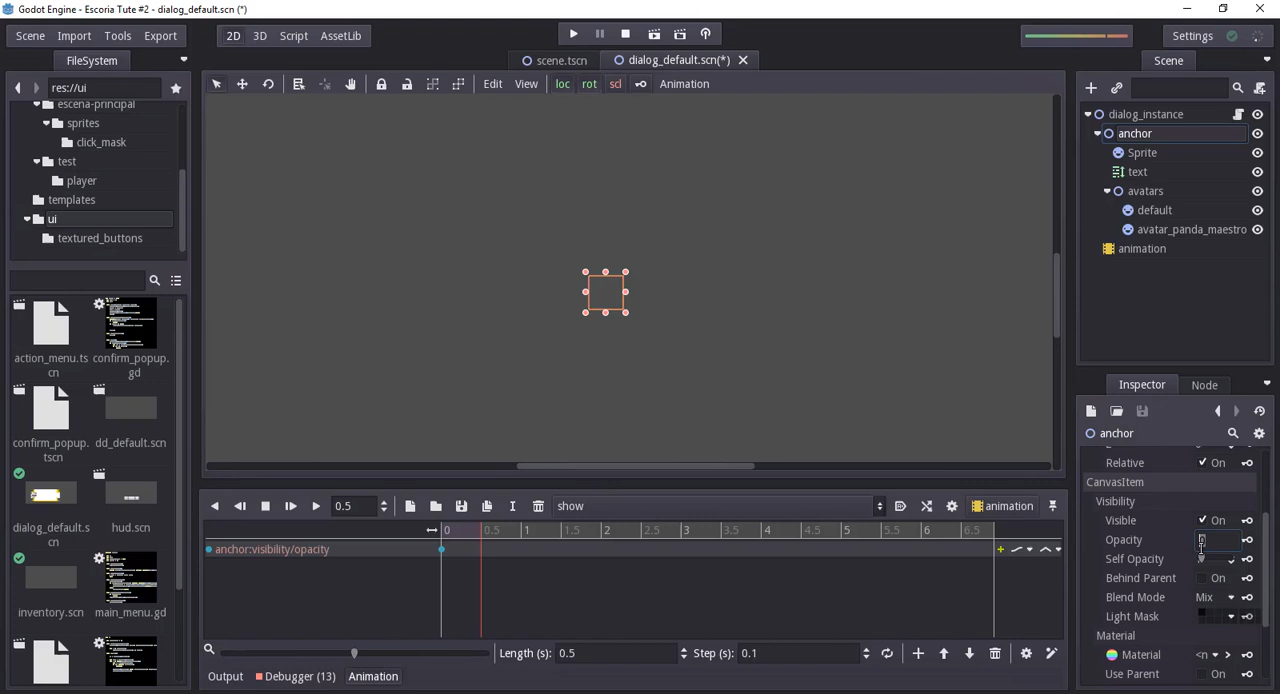 Godot Engine - Escoria Tute #2 - dialog_default.scn (*)
Scene Import Tools Export 2D 3D Script AssetLib Settings
FileSystem scene.tscn dialog_default.scn(*) Scene
res://ui Edit View loc rot scl Animation
escena-principal
sprites
click_mask
test
player
templates
ui
textured_buttons
dialog_instance
anchor
Sprite
text
avatars
default
avatar_panda_maestro
animation
action_menu.ts
cn
confirm_popup.
gd
confirm_popup.
tscn
dd_default.scn
dialog_default.s
cn
hud.scn
inventory.scn
main_menu.gd
Inspector Node
anchor
Relative On
CanvasItem
Visibility
Visible On
Opacity
Self Opacity
Behind Parent On
Blend Mode Mix
Light Mask
Material
Material <n
Use Parent On
0.5 show animation
0 0.5 1 1.5 2 2.5 3 3.5 4 4.5 5 5.5 6 6.5
anchor:visibility/opacity
Length (s): 0.5 Step (s): 0.1
Output Debugger (13) Animation